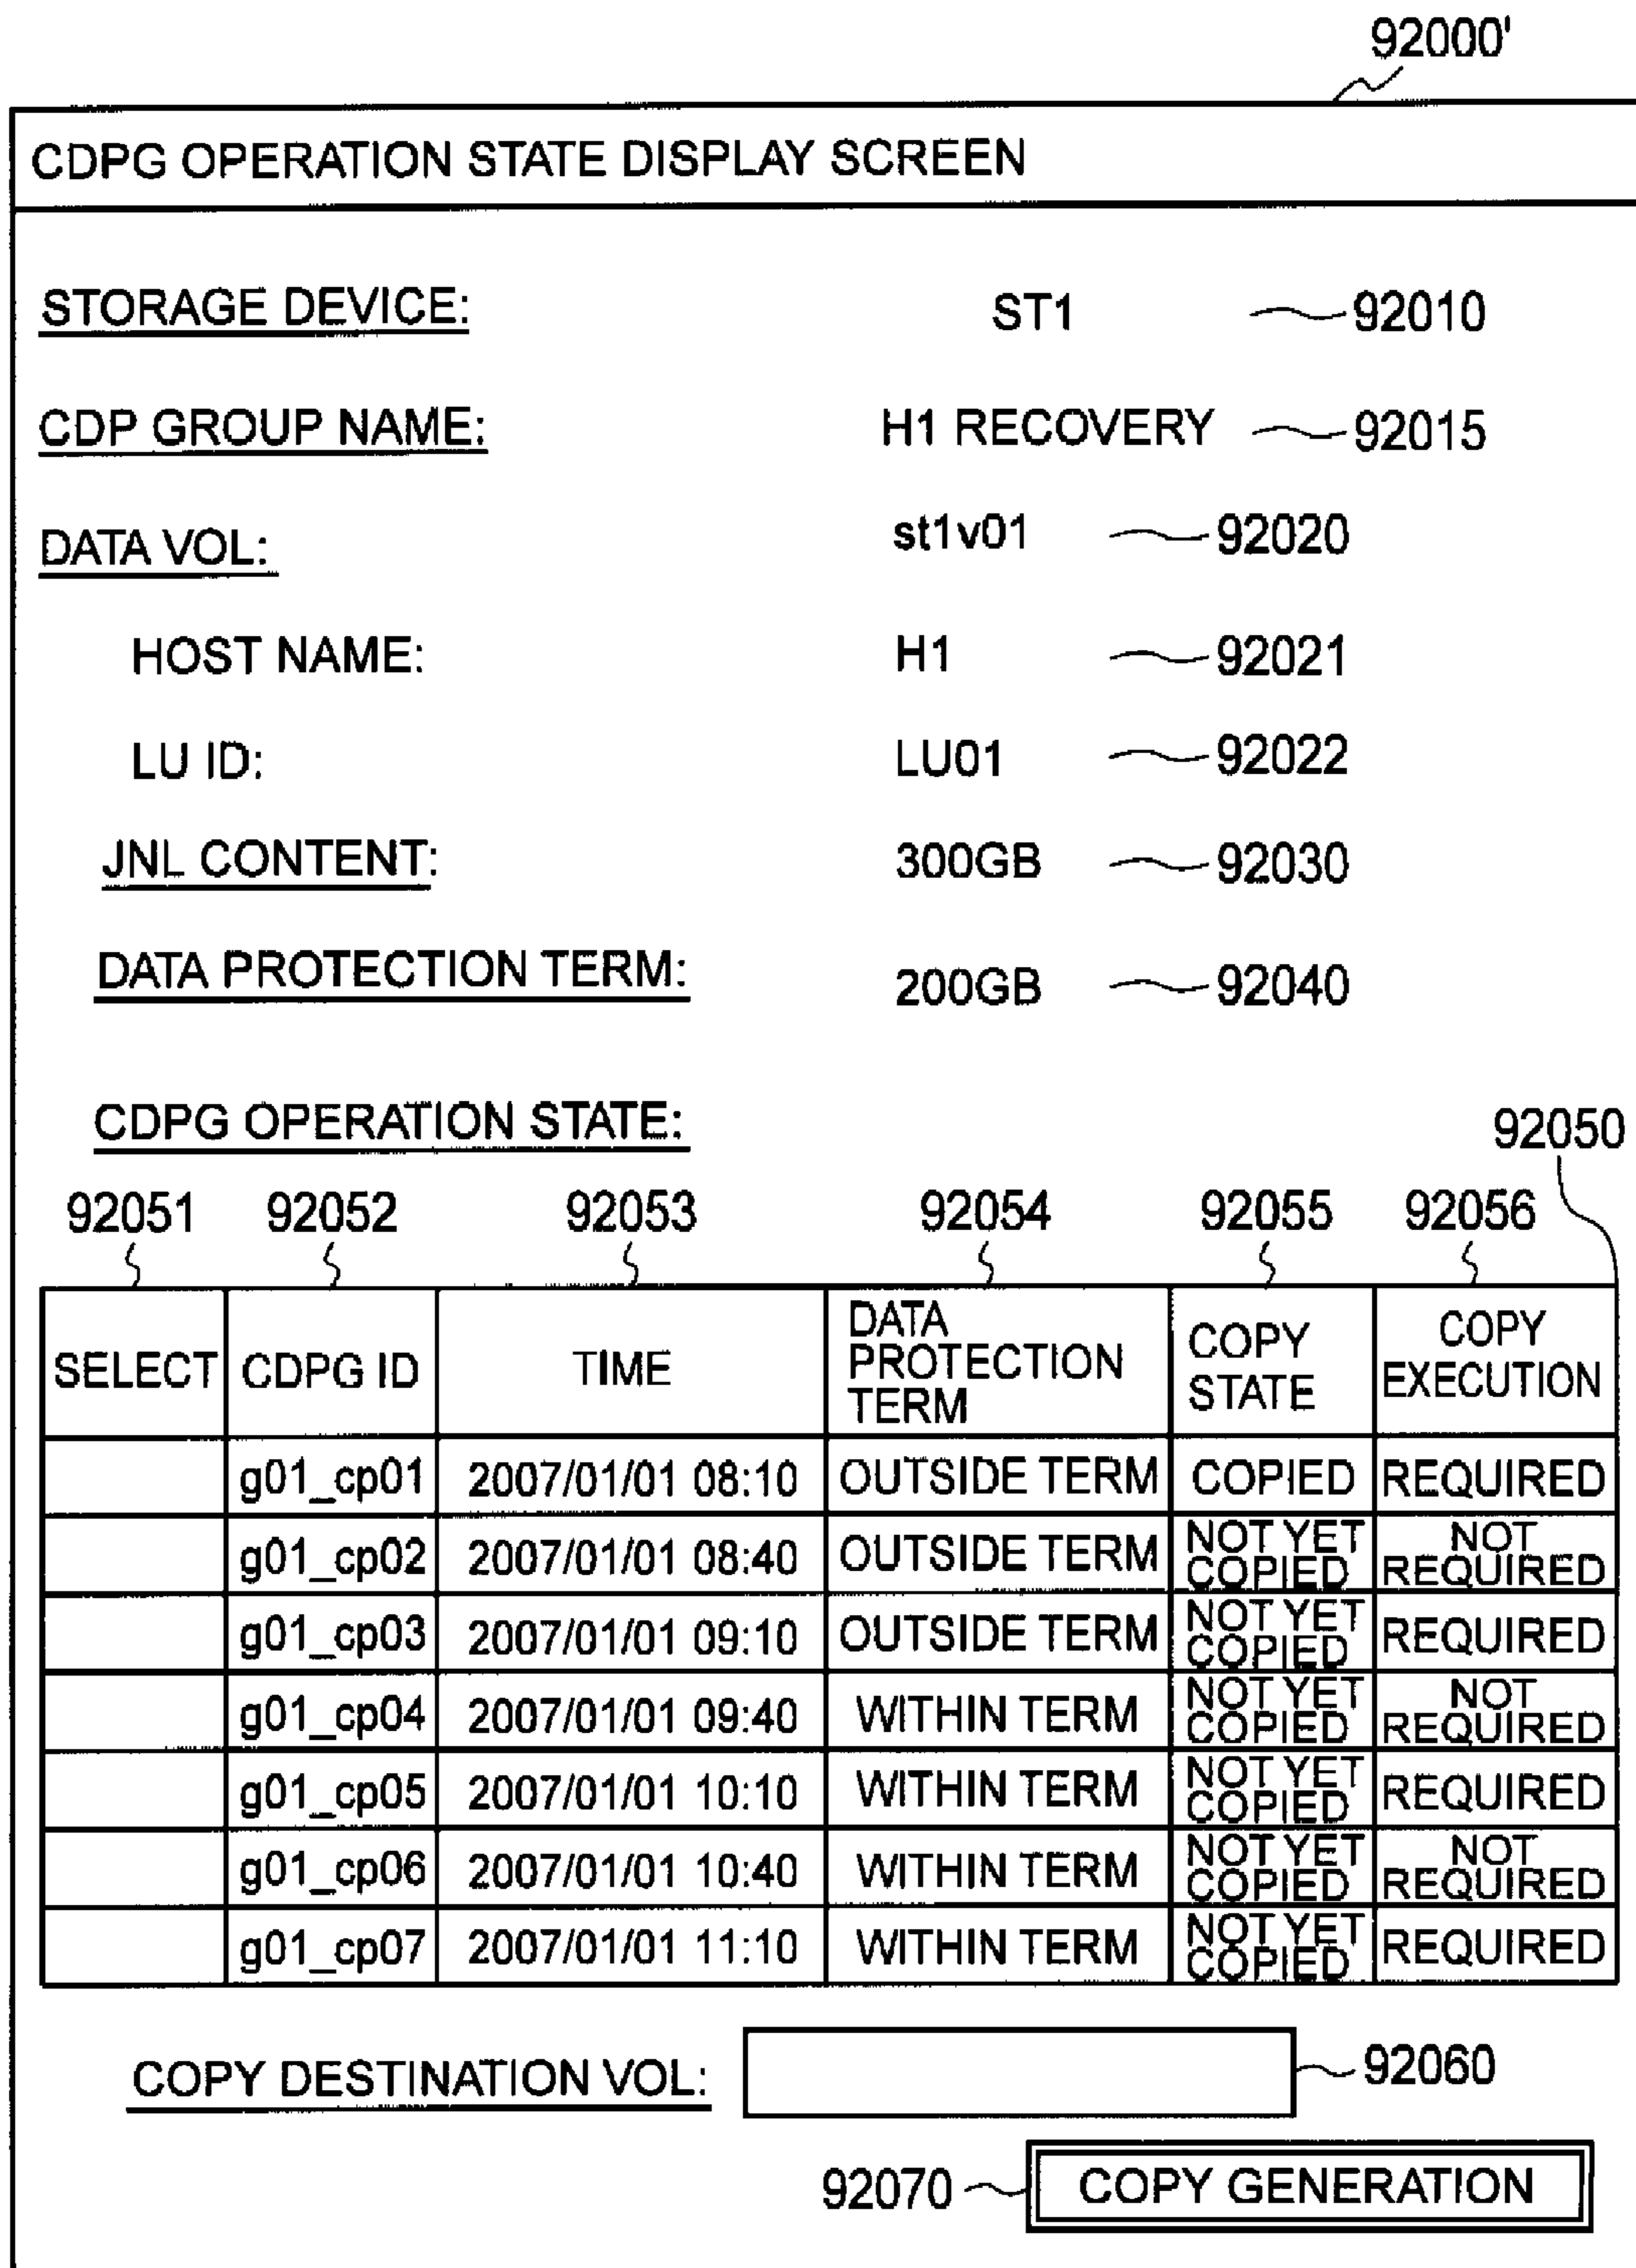 92000'
CDPG OPERATION STATE DISPLAY SCREEN
STORAGE DEVICE: ST1 92010
CDP GROUP NAME: H1 RECOVERY 92015
DATA VOL: st1v01 92020
HOST NAME: H1 92021
LU ID: LU01 92022
JNL CONTENT: 300GB 92030
DATA PROTECTION TERM: 200GB 92040
CDPG OPERATION STATE: 92050
92051 92052 92053 92054 92055 92056
SELECT CDPG ID TIME DATA PROTECTION TERM COPY STATE COPY EXECUTION
g01_cp01 2007/01/01 08:10 OUTSIDE TERM COPIED REQUIRED
g01_cp02 2007/01/01 08:40 OUTSIDE TERM NOT YET COPIED NOT REQUIRED
g01_cp03 2007/01/01 09:10 OUTSIDE TERM NOT YET COPIED REQUIRED
g01_cp04 2007/01/01 09:40 WITHIN TERM NOT YET COPIED NOT REQUIRED
g01_cp05 2007/01/01 10:10 WITHIN TERM NOT YET COPIED REQUIRED
g01_cp06 2007/01/01 10:40 WITHIN TERM NOT YET COPIED NOT REQUIRED
g01_cp07 2007/01/01 11:10 WITHIN TERM NOT YET COPIED REQUIRED
COPY DESTINATION VOL: 92060
92070 COPY GENERATION